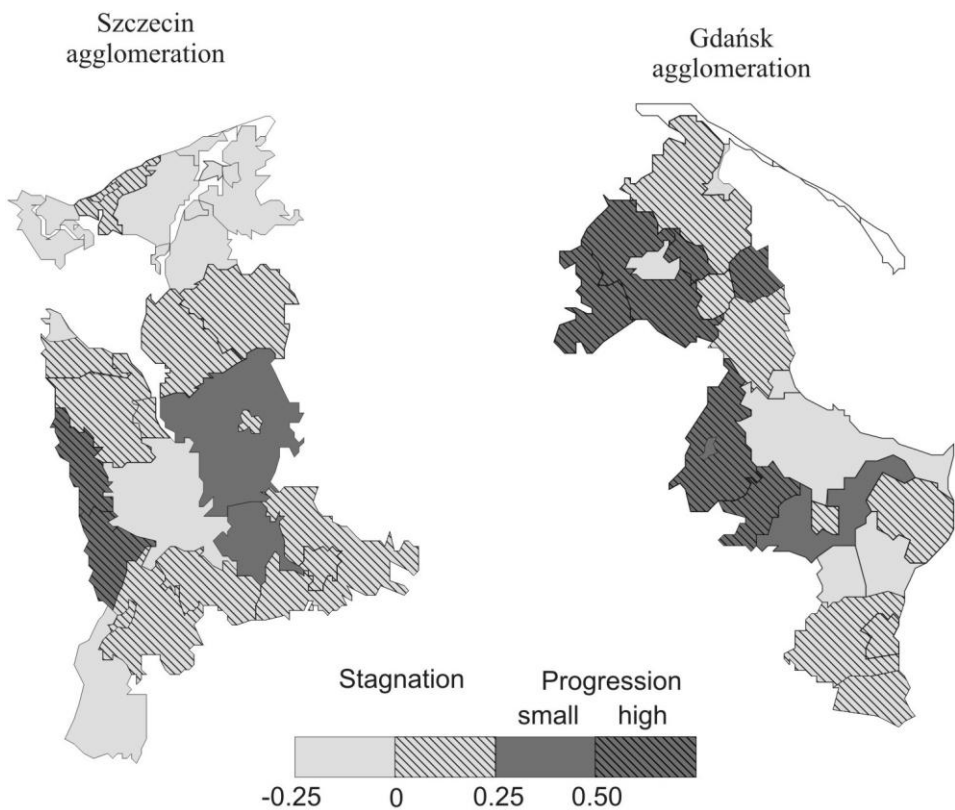 Szczecin
agglomeration
Gdańsk
agglomeration
Stagnation Progression
small high
-0.25 0 0.25 0.50